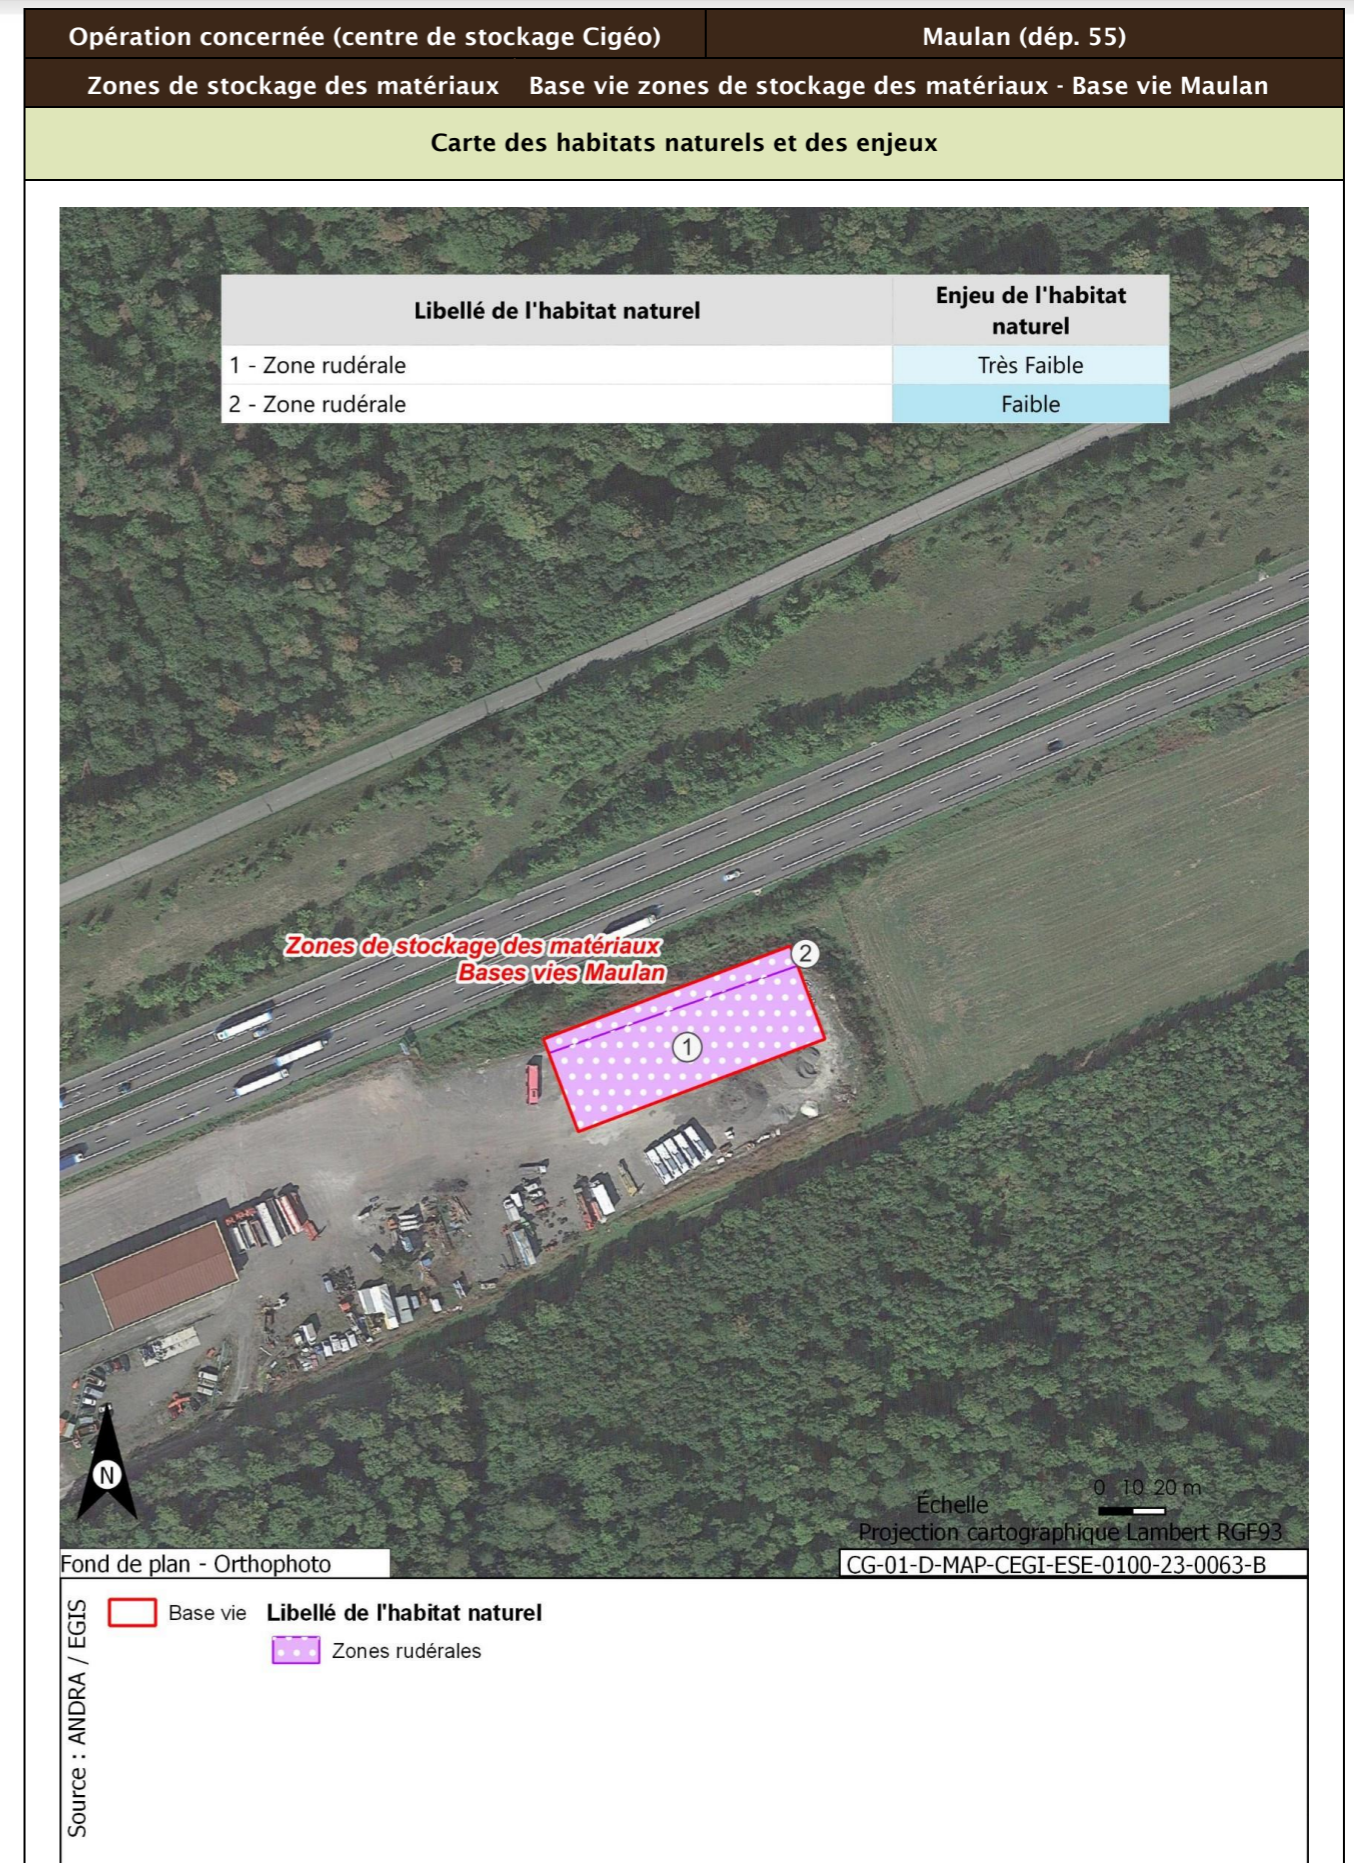 Opération concernée (centre de stockage Cigéo) Maulan (dép. 55)
Zones de stockage des matériaux Base vie zones de stockage des matériaux - Base vie Maulan
Carte des habitats naturels et des enjeux
Libellé de l'habitat naturel Enjeu de l'habitat
naturel
1 - Zone rudérale Très Faible
2 - Zone rudérale Faible
Zones de stockage des matériaux
Bases vies Maulan
2
1
N
0 10 20 m
Échelle
Projection cartographique Lambert RGF93
Fond de plan - Orthophoto CG-01-D-MAP-CEGI-ESE-0100-23-0063-B
Source : ANDRA / EGIS
Base vie Libellé de l'habitat naturel
Zones rudérales